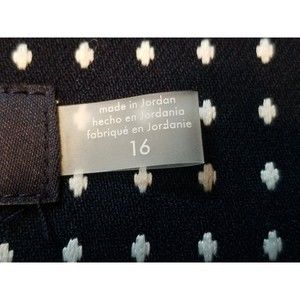 made in Jordan
hecho en Jordania
fabriqué en Jordanie
16